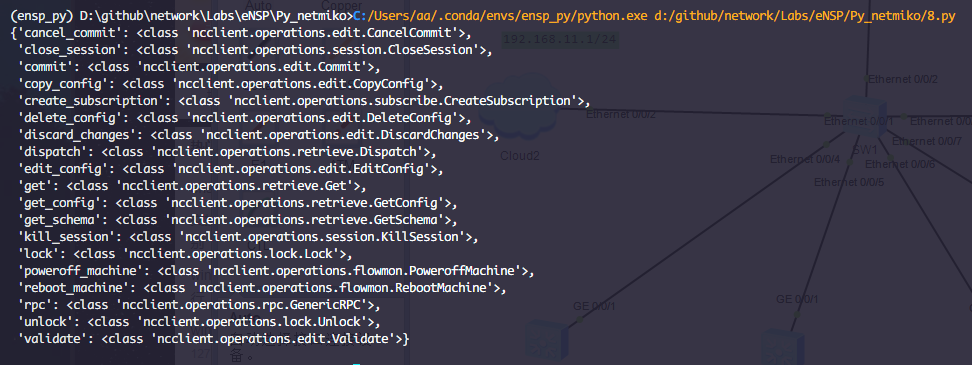 (ensp_py) D:\github\network\Labs\eNSP\Py_netmiko>C:/Users/aa/.conda/envs/ensp_py/python.exe d:/github/network/Labs/eNSP/Py_netmiko/8.py
{'cancel_commit': <class 'ncclient.operations.edit.CancelCommit'>,
'close_session': <class 'ncclient.operations.session.CloseSession'>,
'commit': <class 'ncclient.operations.edit.Commit'>,
'copy_config': <class 'ncclient.operations.edit.CopyConfig'>,
'create_subscription': <class 'ncclient.operations.subscribe.CreateSubscription'>,
'delete_config': <class 'ncclient.operations.edit.DeleteConfig'>,
'discard_changes': <class 'ncclient.operations.edit.DiscardChanges'>,
'dispatch': <class 'ncclient.operations.retrieve.Dispatch'>,
'edit_config': <class 'ncclient.operations.edit.EditConfig'>,
'get': <class 'ncclient.operations.retrieve.Get'>,
'get_config': <class 'ncclient.operations.retrieve.GetConfig'>,
'get_schema': <class 'ncclient.operations.retrieve.GetSchema'>,
'kill_session': <class 'ncclient.operations.session.KillSession'>,
'lock': <class 'ncclient.operations.lock.Lock'>,
'poweroff_machine': <class 'ncclient.operations.flowmon.PoweroffMachine'>,
'reboot_machine': <class 'ncclient.operations.flowmon.RebootMachine'>,
'rpc': <class 'ncclient.operations.rpc.GenericRPC'>,
'unlock': <class 'ncclient.operations.lock.Unlock'>,
'validate': <class 'ncclient.operations.edit.Validate'>}
192.168.11.1/24
Ethernet 0/0/2
Ethernet 0/0/2
Cloud2
Ethernet 0/0/1
SW1
Ethernet 0/0/7
Ethernet 0/0/4
Ethernet 0/0/6
Ethernet 0/0/5
GE 0/0/1
GE 0/0/1